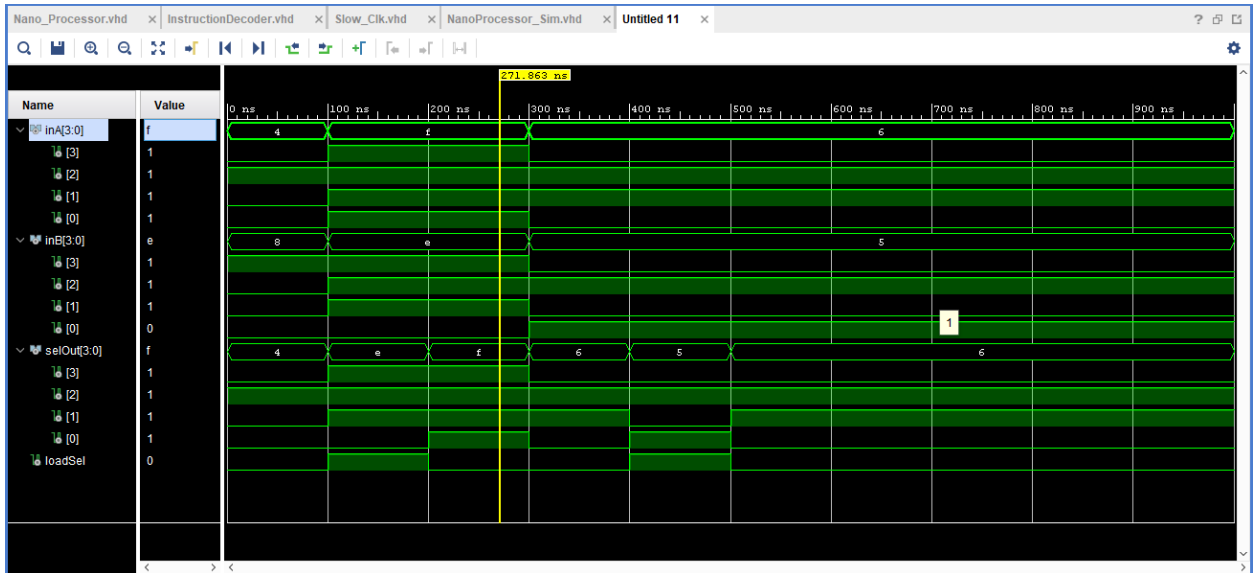 Nano_Processor.vhd × InstructionDecoder.vhd × Slow_Clk.vhd × NanoProcessor_Sim.vhd × Untitled 11 × ?
271.863 ns
Name Value 0 ns 100 ns 200 ns 300 ns 400 ns 500 ns 600 ns 700 ns 800 ns 900 ns
inA[3:0] f 4 f 6
[3] 1
[2] 1
[1] 1
[0] 1
inB[3:0] e 8 e 5
[3] 1
[2] 1
[1] 1
[0] 0 1
selOut[3:0] f 4 e f 6 5 6
[3] 1
[2] 1
[1] 1
[0] 1
loadSel 0